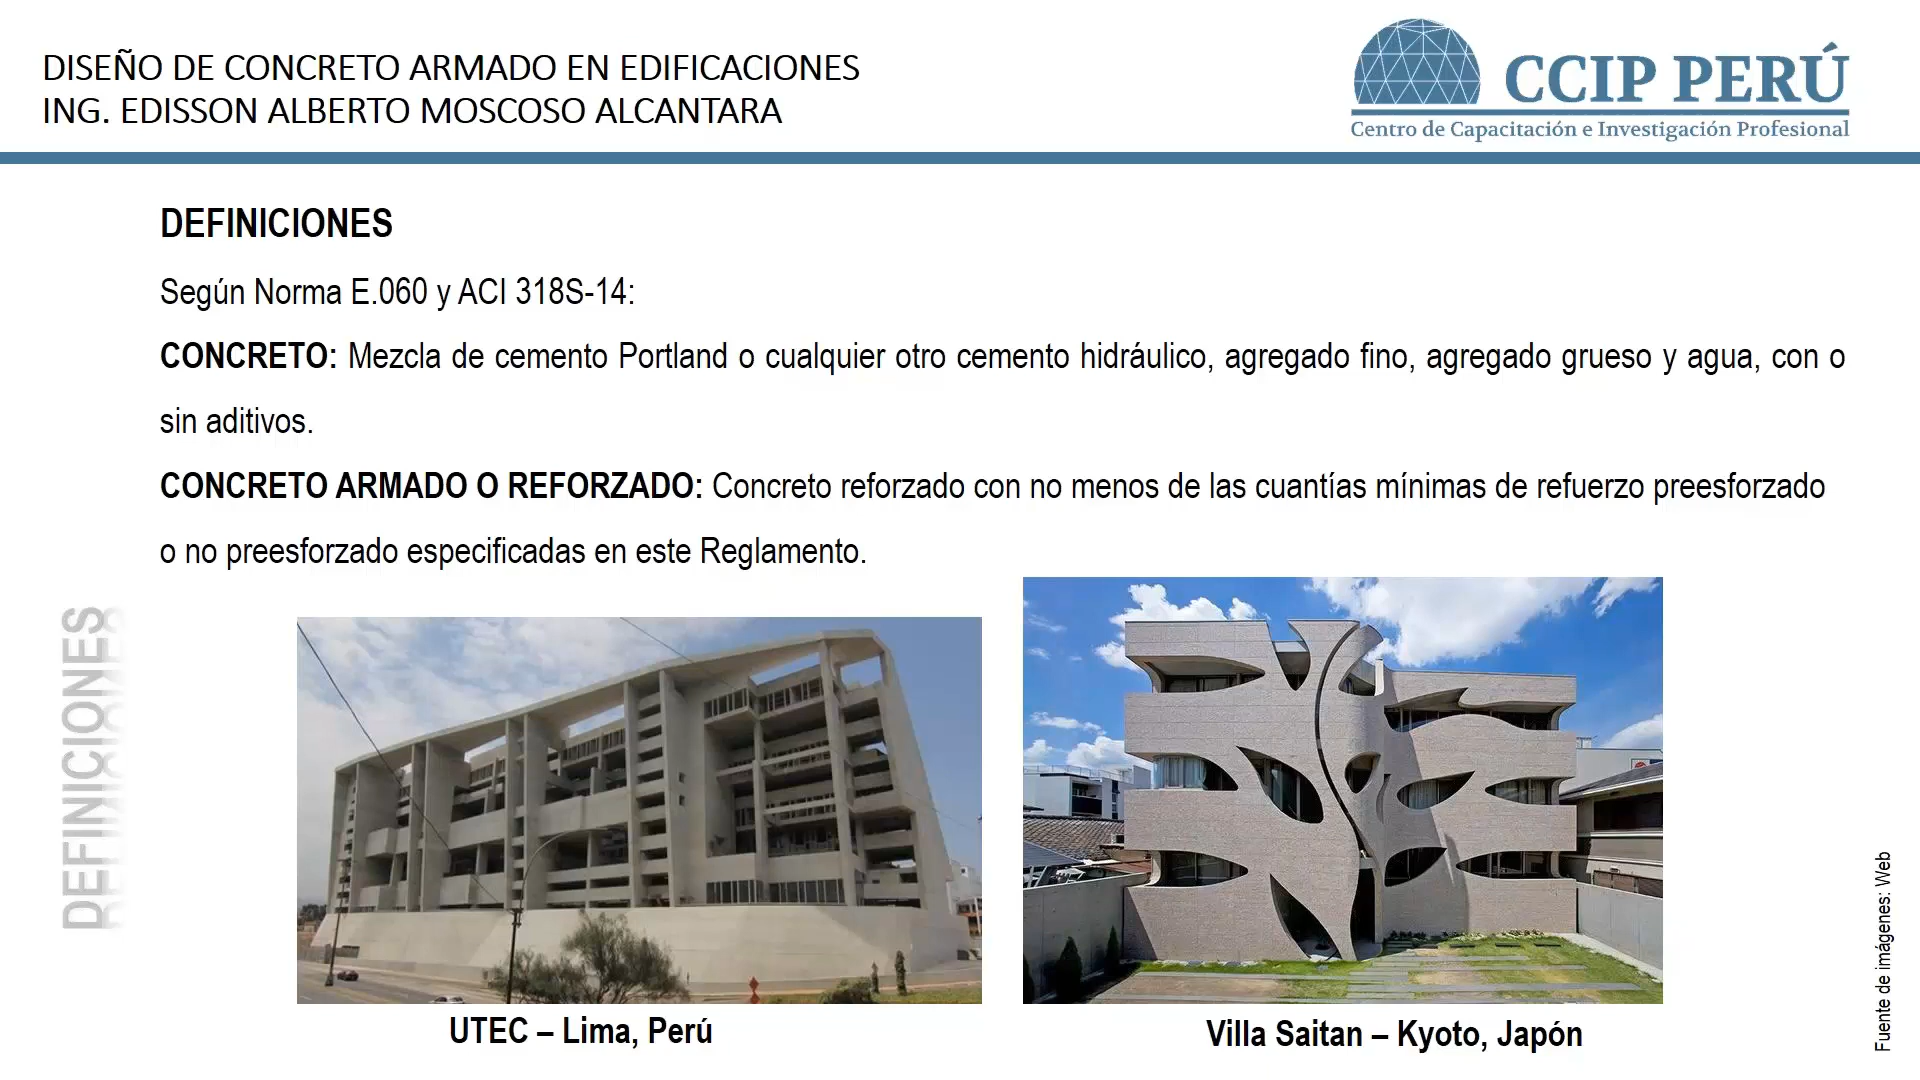 DISEÑO DE CONCRETO ARMADO EN EDIFICACIONES
ING. EDISSON ALBERTO MOSCOSO ALCANTARA
CCIP PERÚ
Centro de Capacitación e Investigación Profesional
DEFINICIONES
Según Norma E.060 y ACI 318S-14:
CONCRETO: Mezcla de cemento Portland o cualquier otro cemento hidráulico, agregado fino, agregado grueso y agua, con o
sin aditivos.
CONCRETO ARMADO O REFORZADO: Concreto reforzado con no menos de las cuantías mínimas de refuerzo preesforzado
o no preesforzado especificadas en este Reglamento.
DEFINICIONES
UTEC – Lima, Perú
Villa Saitan – Kyoto, Japón
Fuente de imágenes: Web